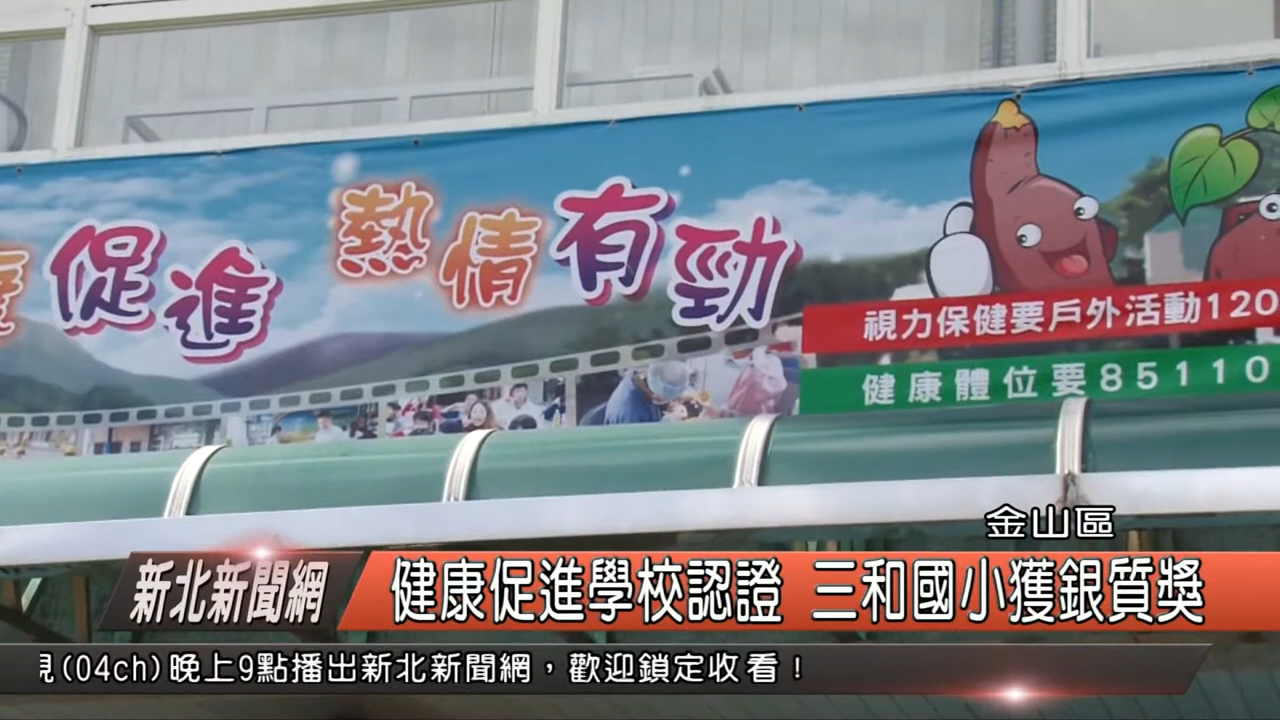 促進 熱情有勁
視力保健要戶外活動120
健康體位要85110
金山區
新北新聞網
健康促進學校認證 三和國小獲銀質獎
(04ch)晚上9點播出新北新聞網，歡迎鎖定收看！